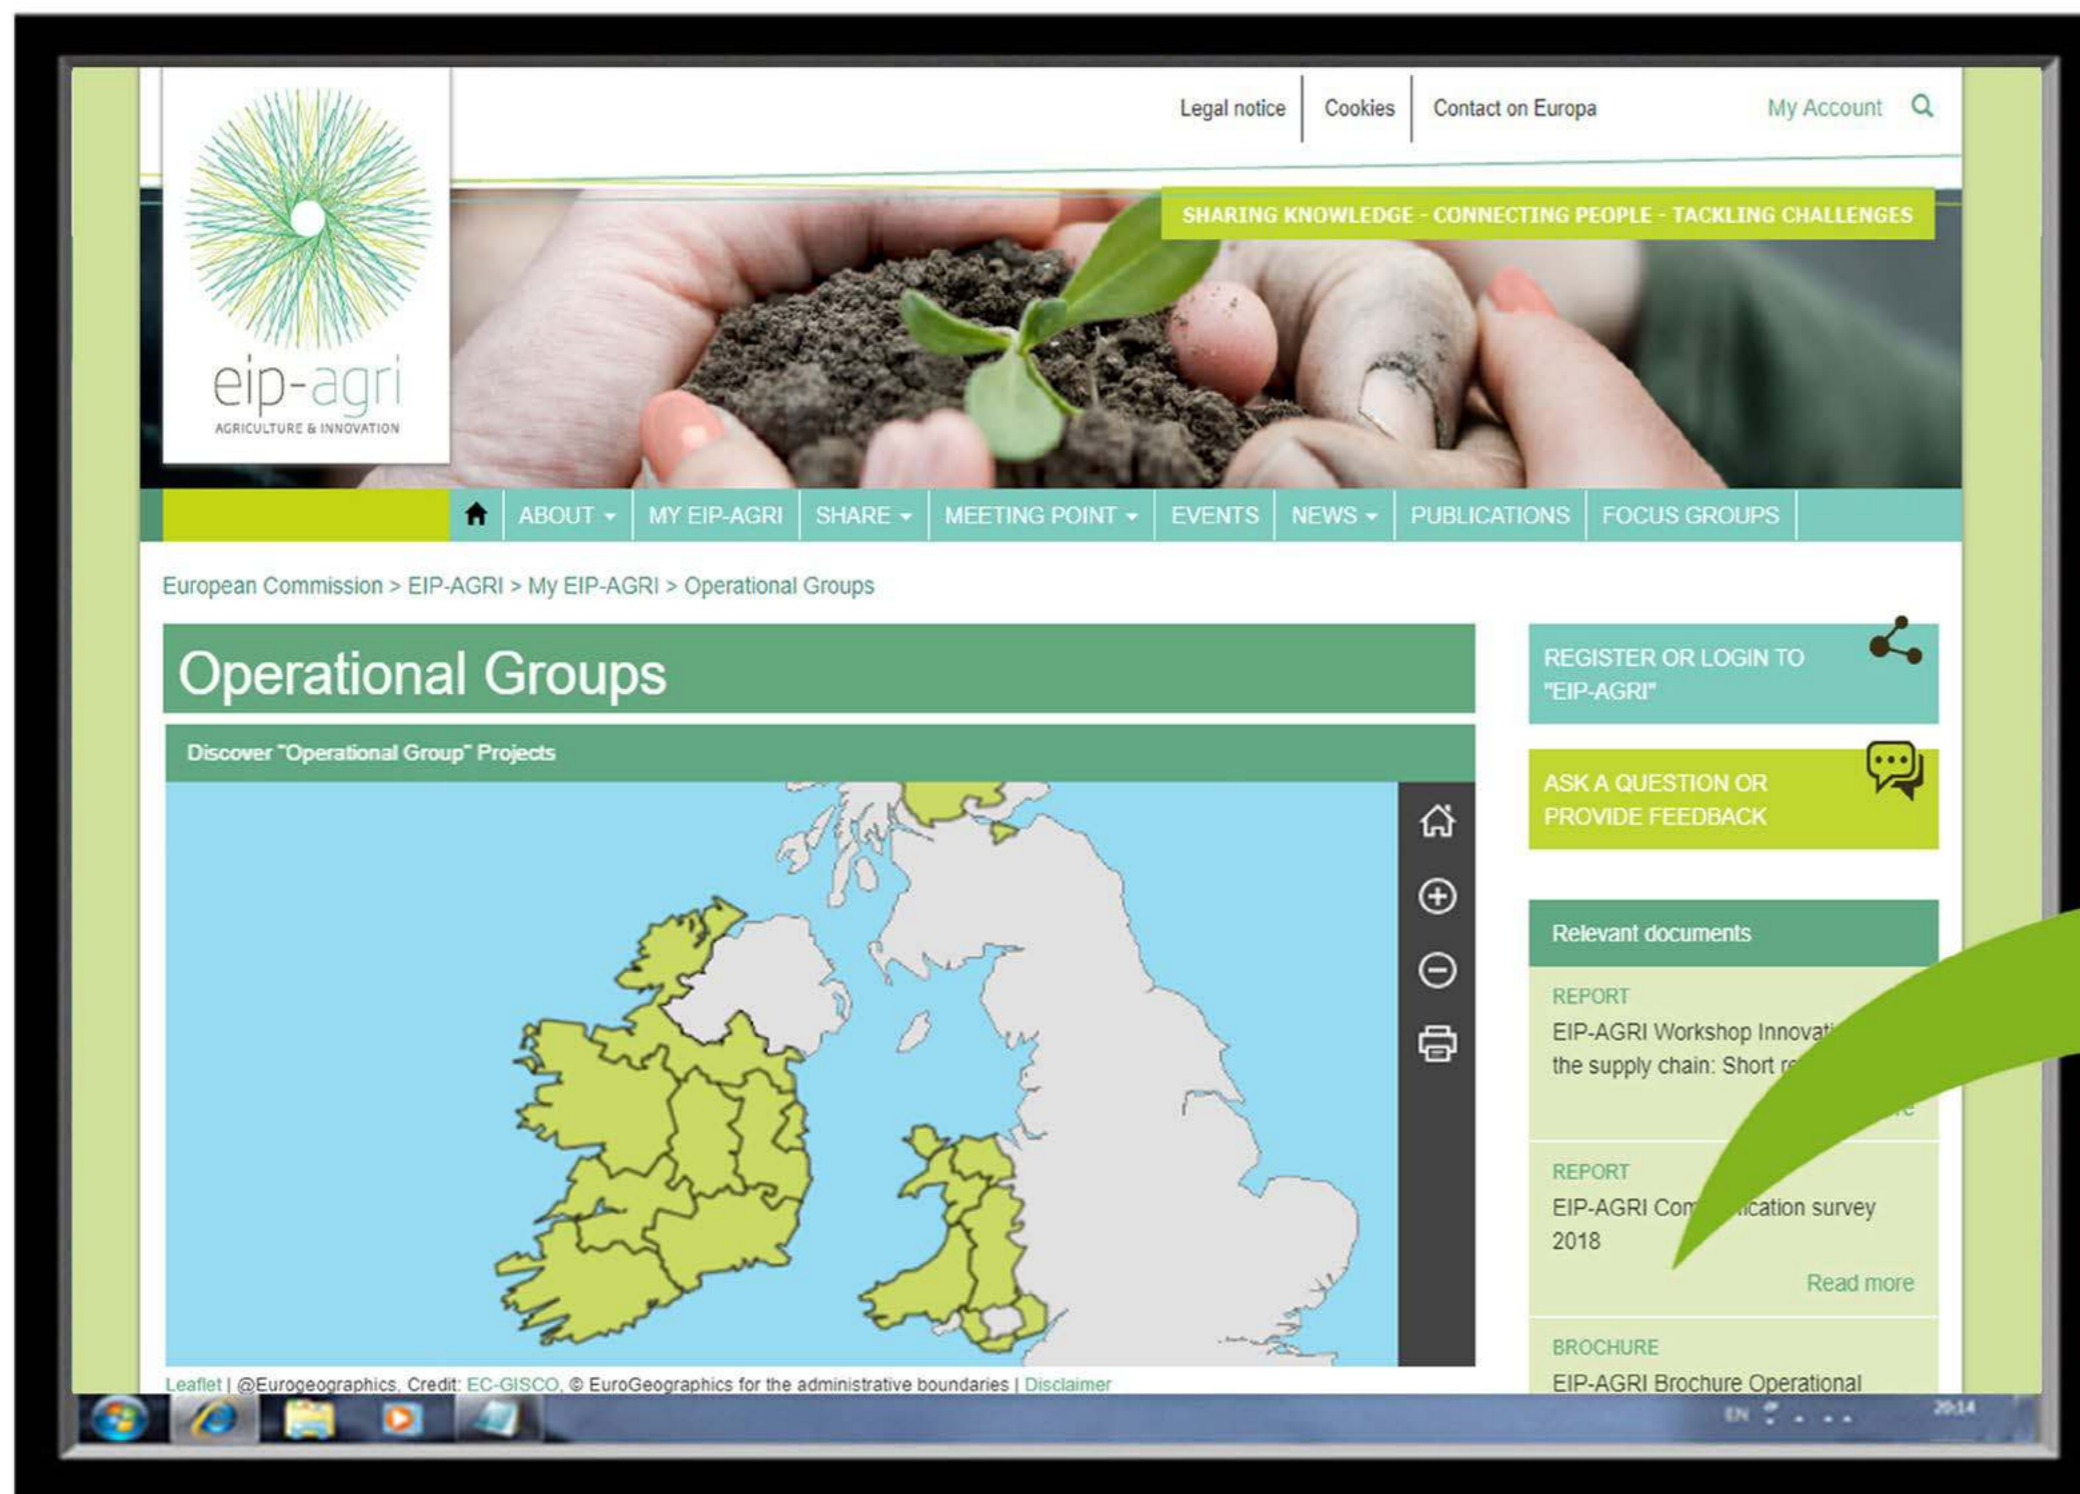 Legal notice
Cookies
Contact on Europa
My Account
SHARING KNOWLEDGE - CONNECTING PEOPLE - TACKLING CHALLENGES
eip-agri
AGRICULTURE & INNOVATION
ABOUT
MY EIP-AGRI
SHARE
MEETING POINT
EVENTS
NEWS
PUBLICATIONS
FOCUS GROUPS
European Commission > EIP-AGRI > My EIP-AGRI > Operational Groups
Operational Groups
Discover "Operational Group" Projects
Leaflet | @Eurogeographics, Credit: EC-GISCO, © EuroGeographics for the administrative boundaries | Disclaimer
REGISTER OR LOGIN TO
"EIP-AGRI"
ASK A QUESTION OR
PROVIDE FEEDBACK
Relevant documents
REPORT
EIP-AGRI Workshop
the supply chain: Short
REPORT
EIP-AGRI survey
2018
Read more
BROCHURE
EIP-AGRI Brochure Operational
EN
20:14